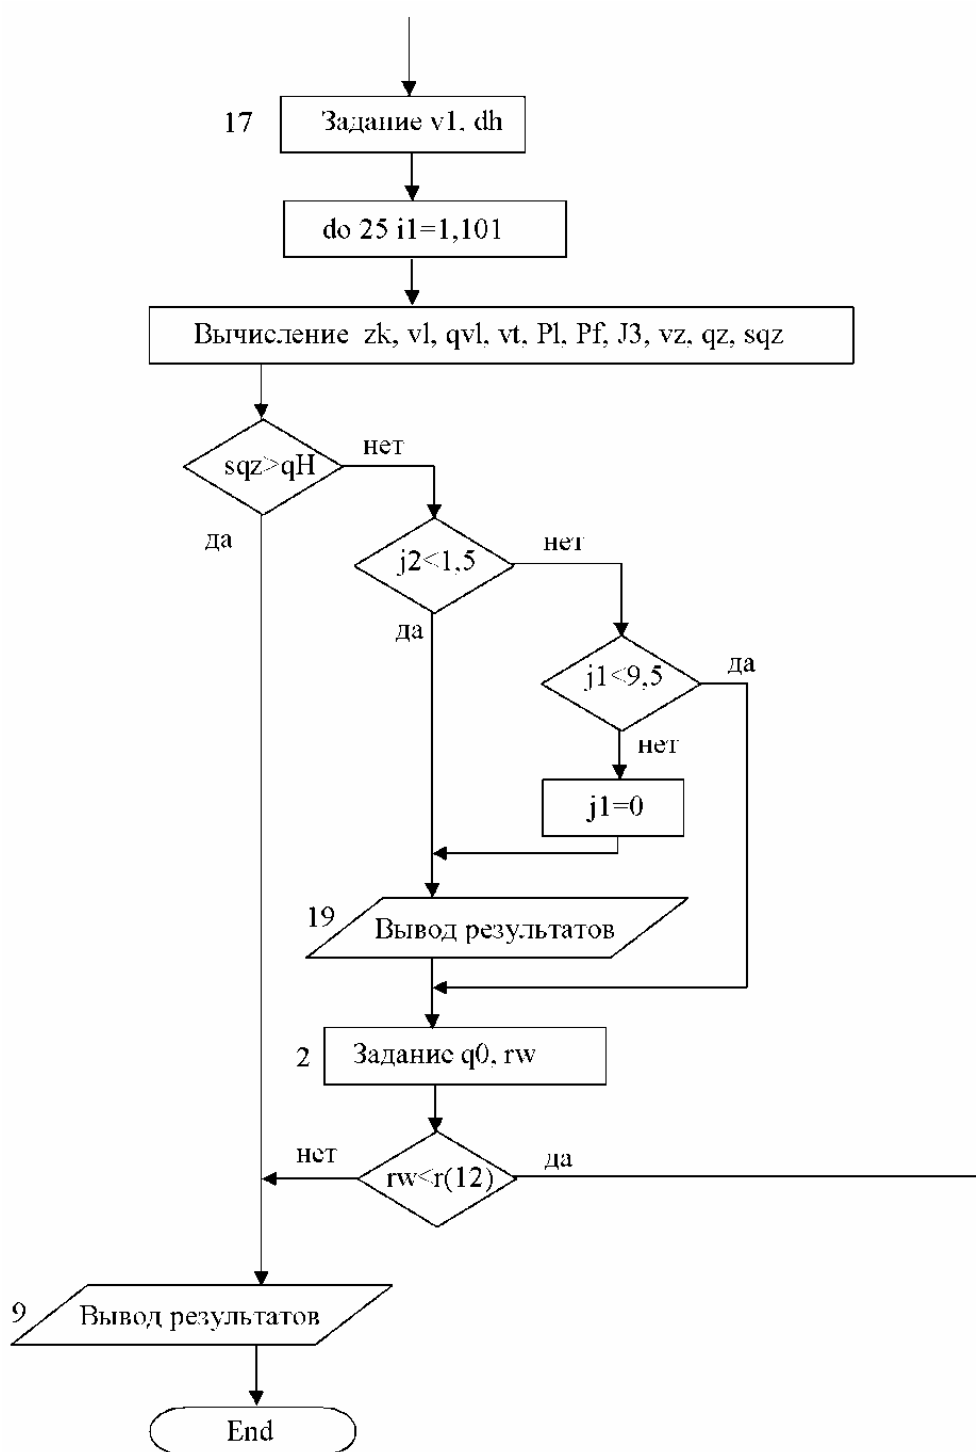 17
Задание v1, dh
do 25 i1=1,101
Вычисление zk, vl, qvl, vt, Pl, Pf, J3, vz, qz, sqz
sqz>qH
нет
да
j2<1,5
нет
да
j1<9,5
да
нет
j1=0
19
Вывод результатов
2
Задание q0, rw
нет
rw<r(12)
да
9
Вывод результатов
End